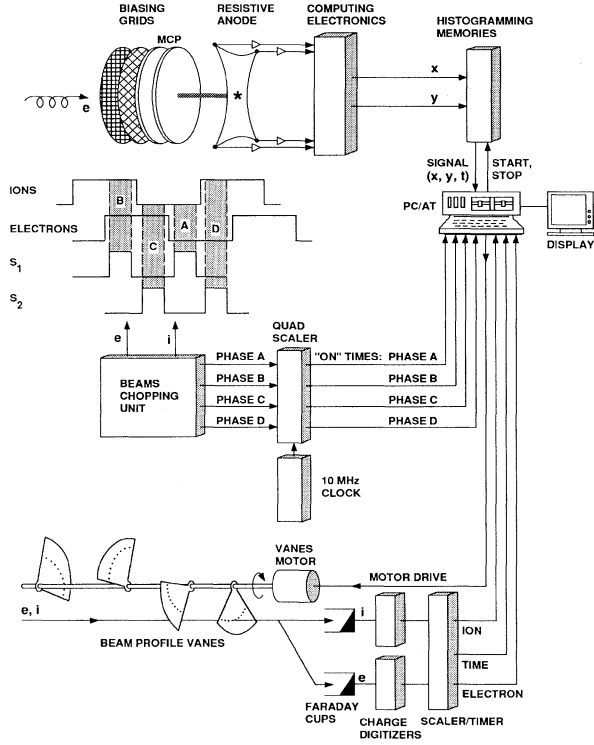 BIASING GRIDS
RESISTIVE ANODE
COMPUTING ELECTRONICS
HISTOGRAMMING MEMORIES
MCP
e
*
x
y
SIGNAL (x, y, t)
START, STOP
PC/AT
DISPLAY
IONS
ELECTRONS
S1
S2
B
C
A
D
e
i
BEAMS CHOPPING UNIT
PHASE A
PHASE B
PHASE C
PHASE D
QUAD SCALER
"ON" TIMES: PHASE A
PHASE B
PHASE C
PHASE D
10 MHz CLOCK
VANES MOTOR
MOTOR DRIVE
e, i
BEAM PROFILE VANES
i
e
FARADAY CUPS
CHARGE DIGITIZERS
SCALER/TIMER
ION
TIME
ELECTRON